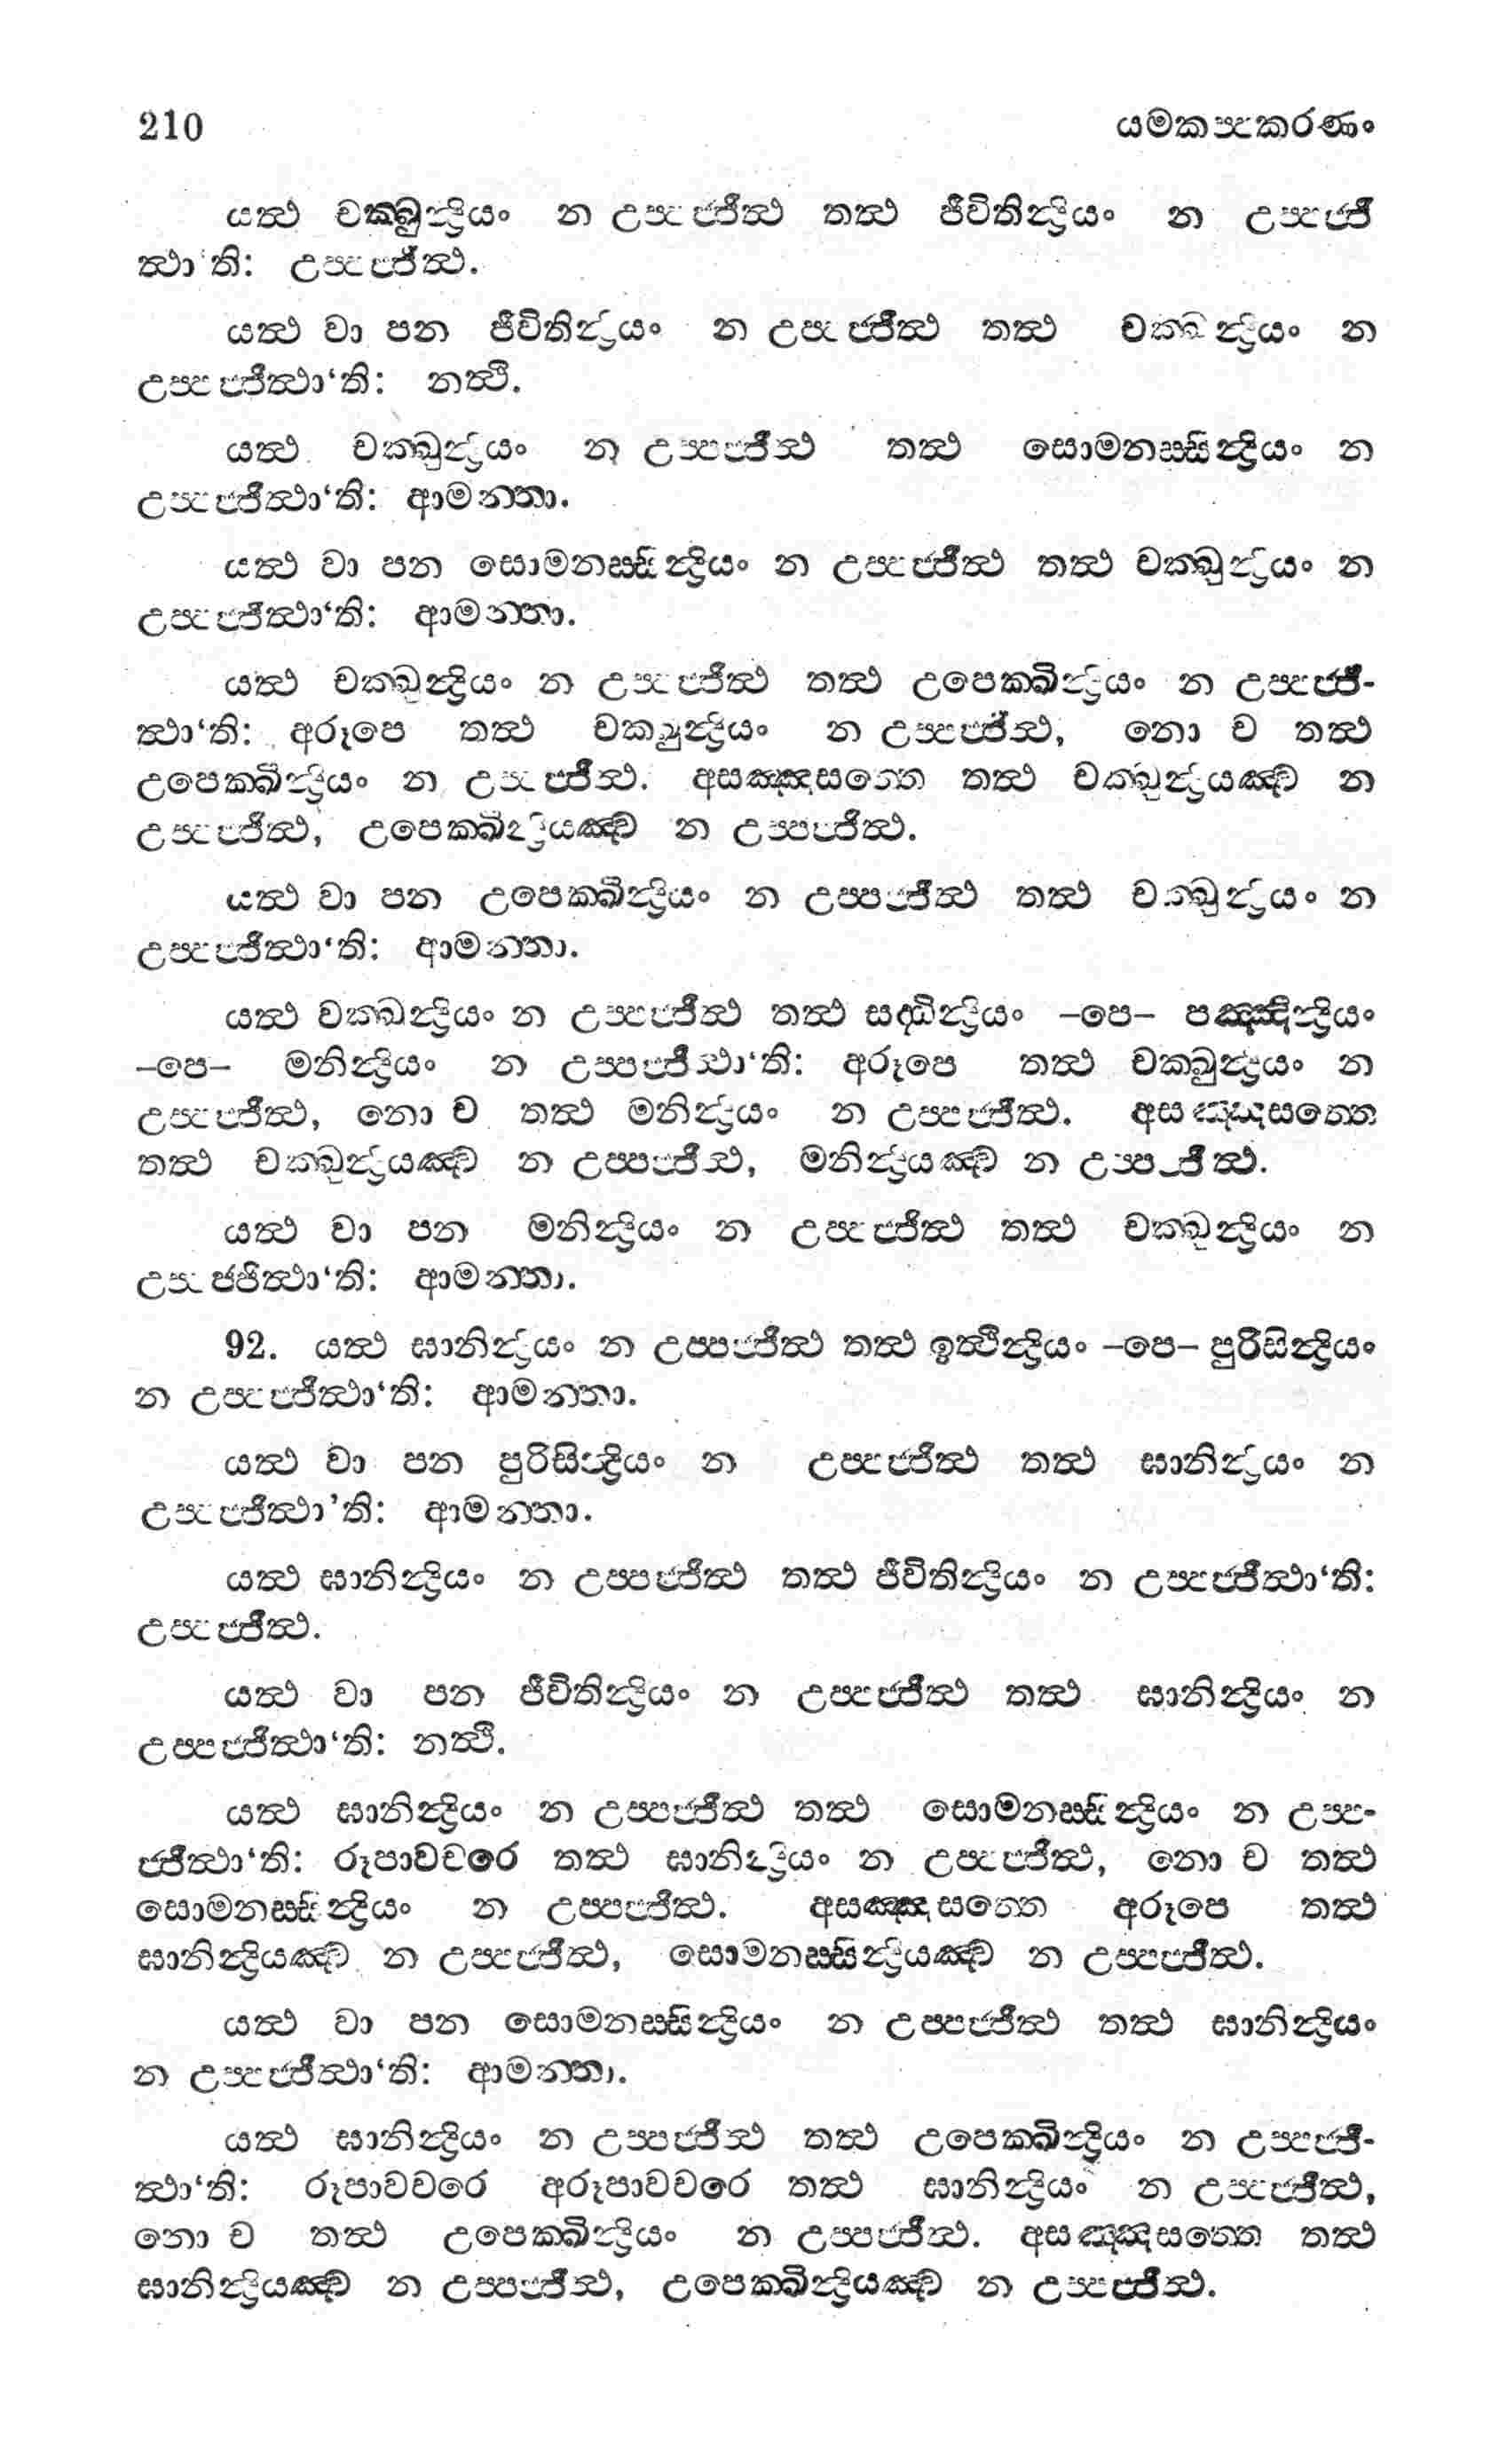 210 යමකප්පකරණං
යත්ථ චක්ඛුන්ද්‍රියං න උප්පජ්ජිත්ථ තත්ථ ජීවිතින්ද්‍රියං න උප්පජ්ජි
ත්ථා‘ති: උප්පජ්ජිත්ථ.
යත්ථ වා පන ජීවිතින්ද්‍රියං න උප්පජ්ජිත්ථ තත්ථ චක්ඛුන්ද්‍රියං න
උප්පජ්ජිත්ථා‘ති: නත්ථි.
යත්ථ චක්ඛුන්ද්‍රියං න උප්පජ්ජිත්ථ තත්ථ සොමනස්සින්ද්‍රියං න
උප්පජ්ජිත්ථා‘ති: ආමන්තා.
යත්ථ වා පන සොමනස්සින්ද්‍රියං න උප්පජ්ජිත්ථ තත්ථ චක්ඛුන්ද්‍රියං න
උප්පජ්ජිත්ථා‘ති: ආමන්තා.
යත්ථ චක්ඛුන්ද්‍රියං න උප්පජ්ජිත්ථ තත්ථ උපෙක්ඛින්ද්‍රියං න උප්පජ්ජි-
ත්ථා‘ති: අරූපෙ තත්ථ චක්ඛුන්ද්‍රියං න උප්පජ්ජිත්ථ, නො ච තත්ථ
උපෙක්ඛින්ද්‍රියං න උප්පජ්ජිත්ථ. අසඤ්ඤසත්තෙ තත්ථ චක්ඛුන්ද්‍රියඤ්ච න
උප්පජ්ජිත්ථ, උපෙක්ඛින්ද්‍රියඤ්ච න උප්පජ්ජිත්ථ.
යත්ථ වා පන උපෙක්ඛින්ද්‍රියං න උප්පජ්ජිත්ථ තත්ථ චක්ඛුන්ද්‍රියං න
උප්පජ්ජිත්ථා‘ති: ආමන්තා.
යත්ථ චක්ඛුන්ද්‍රියං න උප්පජ්ජිත්ථ තත්ථ සද්ධින්ද්‍රියං –පෙ– පඤ්ඤින්ද්‍රියං
–පෙ– මනින්ද්‍රියං න උප්පජ්ජිත්ථා‘ති: අරූපෙ තත්ථ චක්ඛුන්ද්‍රියං න
උප්පජ්ජිත්ථ, නො ච තත්ථ මනින්ද්‍රියං න උප්පජ්ජිත්ථ. අසඤ්ඤසත්තෙ
තත්ථ චක්ඛුන්ද්‍රියඤ්ච න උප්පජ්ජිත්ථ, මනින්ද්‍රියඤ්ච න උප්පජ්ජිත්ථ.
යත්ථ වා පන මනින්ද්‍රියං න උප්පජ්ජිත්ථ තත්ථ චක්ඛුන්ද්‍රියං න
උප්පජ්ජිත්ථා‘ති: ආමන්තා.
92. යත්ථ ඝානින්ද්‍රියං න උප්පජ්ජිත්ථ තත්ථ ඉත්ථින්ද්‍රියං –පෙ– පුරිසින්ද්‍රියං
න උප්පජ්ජිත්ථා‘ති: ආමන්තා.
යත්ථ වා පන පුරිසින්ද්‍රියං න උප්පජ්ජිත්ථ තත්ථ ඝානින්ද්‍රියං න
උප්පජ්ජිත්ථා’ති: ආමන්තා.
යත්ථ ඝානින්ද්‍රියං න උප්පජ්ජිත්ථ තත්ථ ජීවිතින්ද්‍රියං න උප්පජ්ජිත්ථා‘ති:
උප්පජ්ජිත්ථ.
යත්ථ වා පන ජීවිතින්ද්‍රියං න උප්පජ්ජිත්ථ තත්ථ ඝානින්ද්‍රියං න
උප්පජ්ජිත්ථා‘ති: නත්ථි.
යත්ථ ඝානින්ද්‍රියං න උප්පජ්ජිත්ථ තත්ථ සොමනස්සින්ද්‍රියං න උප්ප-
ජ්ජිත්ථා‘ති: රූපාවචරෙ තත්ථ ඝානින්ද්‍රියං න උප්පජ්ජිත්ථ, නො ච තත්ථ
සොමනස්සින්ද්‍රියං න උප්පජ්ජිත්ථ. අසඤ්ඤසත්තෙ අරූපෙ තත්ථ
ඝානින්ද්‍රියඤ්ච න උප්පජ්ජිත්ථ, සොමනස්සින්ද්‍රියඤ්ච න උප්පජ්ජිත්ථ.
යත්ථ වා පන සොමනස්සින්ද්‍රියං න උප්පජ්ජිත්ථ තත්ථ ඝානින්ද්‍රියං
න උප්පජ්ජිත්ථා‘ති: ආමන්තා.
යත්ථ ඝානින්ද්‍රියං න උප්පජ්ජිත්ථ තත්ථ උපෙක්ඛින්ද්‍රියං න උප්පජ්ජි-
ත්ථා‘ති: රූපාවචරෙ අරූපාවචරෙ තත්ථ ඝානින්ද්‍රියං න උප්පජ්ජිත්ථ,
නො ච තත්ථ උපෙක්ඛින්ද්‍රියං න උප්පජ්ජිත්ථ. අසඤ්ඤසත්තෙ තත්ථ
ඝානින්ද්‍රියඤ්ච න උප්පජ්ජිත්ථ, උපෙක්ඛින්ද්‍රියඤ්ච න උප්පජ්ජිත්ථ.